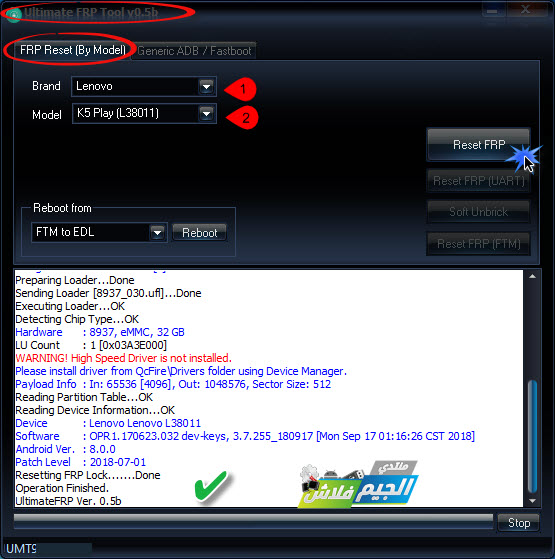 Ultimate FRP Tool v0.5b
FRP Reset (By Model)
Generic ADB / Fastboot
Brand
Lenovo
1
Model
K5 Play (L38011)
2
Reset FRP
Reset FRP (UART)
Soft Unbrick
Reset FRP (FTM)
Reboot from
FTM to EDL
Reboot
Preparing Loader...Done
Sending Loader [8937_030.ufl]...Done
Executing Loader...OK
Detecting Chip Type...OK
Hardware : 8937, eMMC, 32 GB
LU Count : 1 [0x03A3E000]
WARNING! High Speed Driver is not installed.
Please install driver from QcFire\Drivers folder using Device Manager.
Payload Info : In: 65536 [4096], Out: 1048576, Sector Size: 512
Reading Partition Table...OK
Reading Device Information...OK
Device : Lenovo Lenovo L38011
Software : OPR1.170623.032 dev-keys, 3.7.255_180917 [Mon Sep 17 01:16:26 CST 2018]
Android Ver. : 8.0.0
Patch Level : 2018-07-01
Resetting FRP Lock.......Done
Operation Finished.
UltimateFRP Ver. 0.5b
منتدي
الجيم فلاش
Stop
UMTS